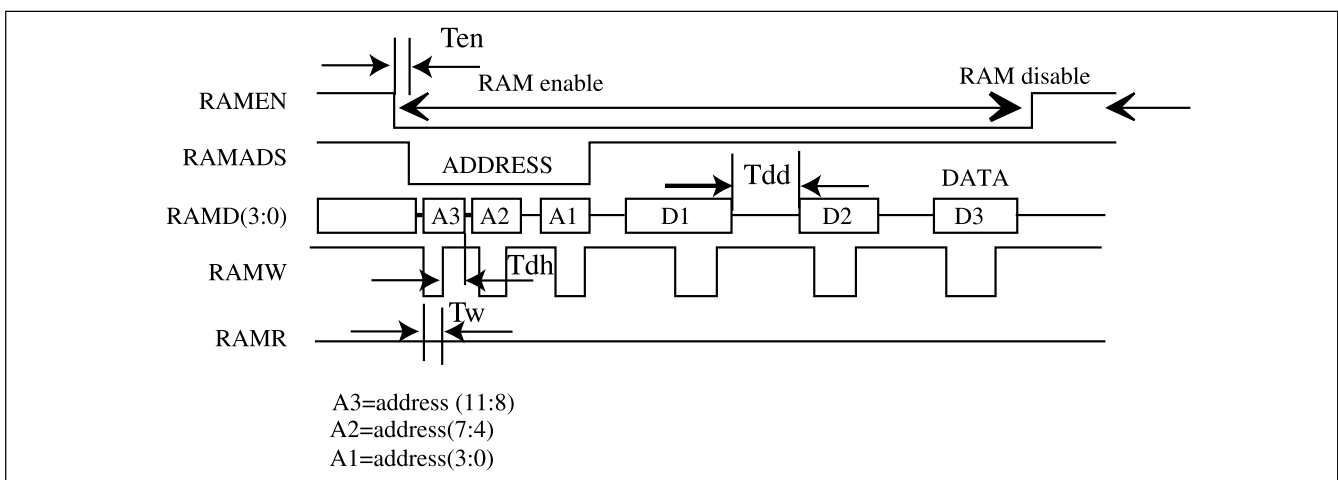 Ten
RAM enable
RAM disable
RAMEN
RAMADS
ADDRESS
Tdd
DATA
RAMD(3:0)
A3
A2
A1
D1
D2
D3
RAMW
Tdh
Tw
RAMR
A3=address (11:8)
A2=address(7:4)
A1=address(3:0)